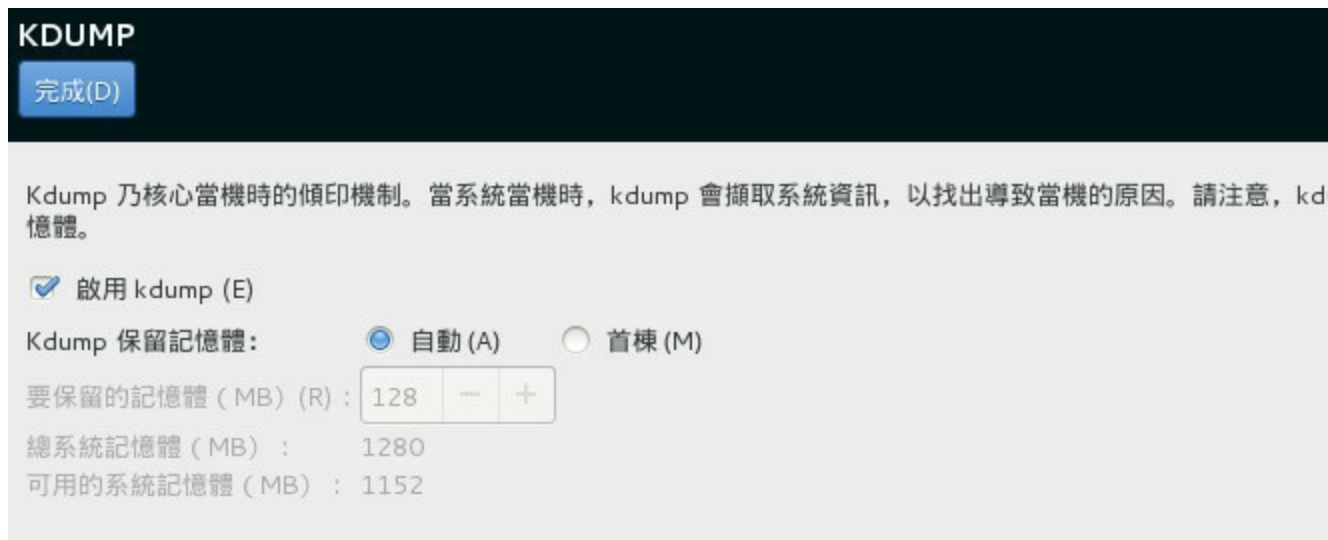 KDUMP
完成(D)
Kdump 乃核心當機時的傾印機制。當系統當機時，kdump 會擷取系統資訊，以找出導致當機的原因。請注意，kd
憶體。
啟用 kdump (E)
Kdump 保留記憶體： 自動 (A) 首棟 (M)
要保留的記憶體 ( MB) (R) : 128 − +
總系統記憶體 ( MB) : 1280
可用的系統記憶體 ( MB) : 1152